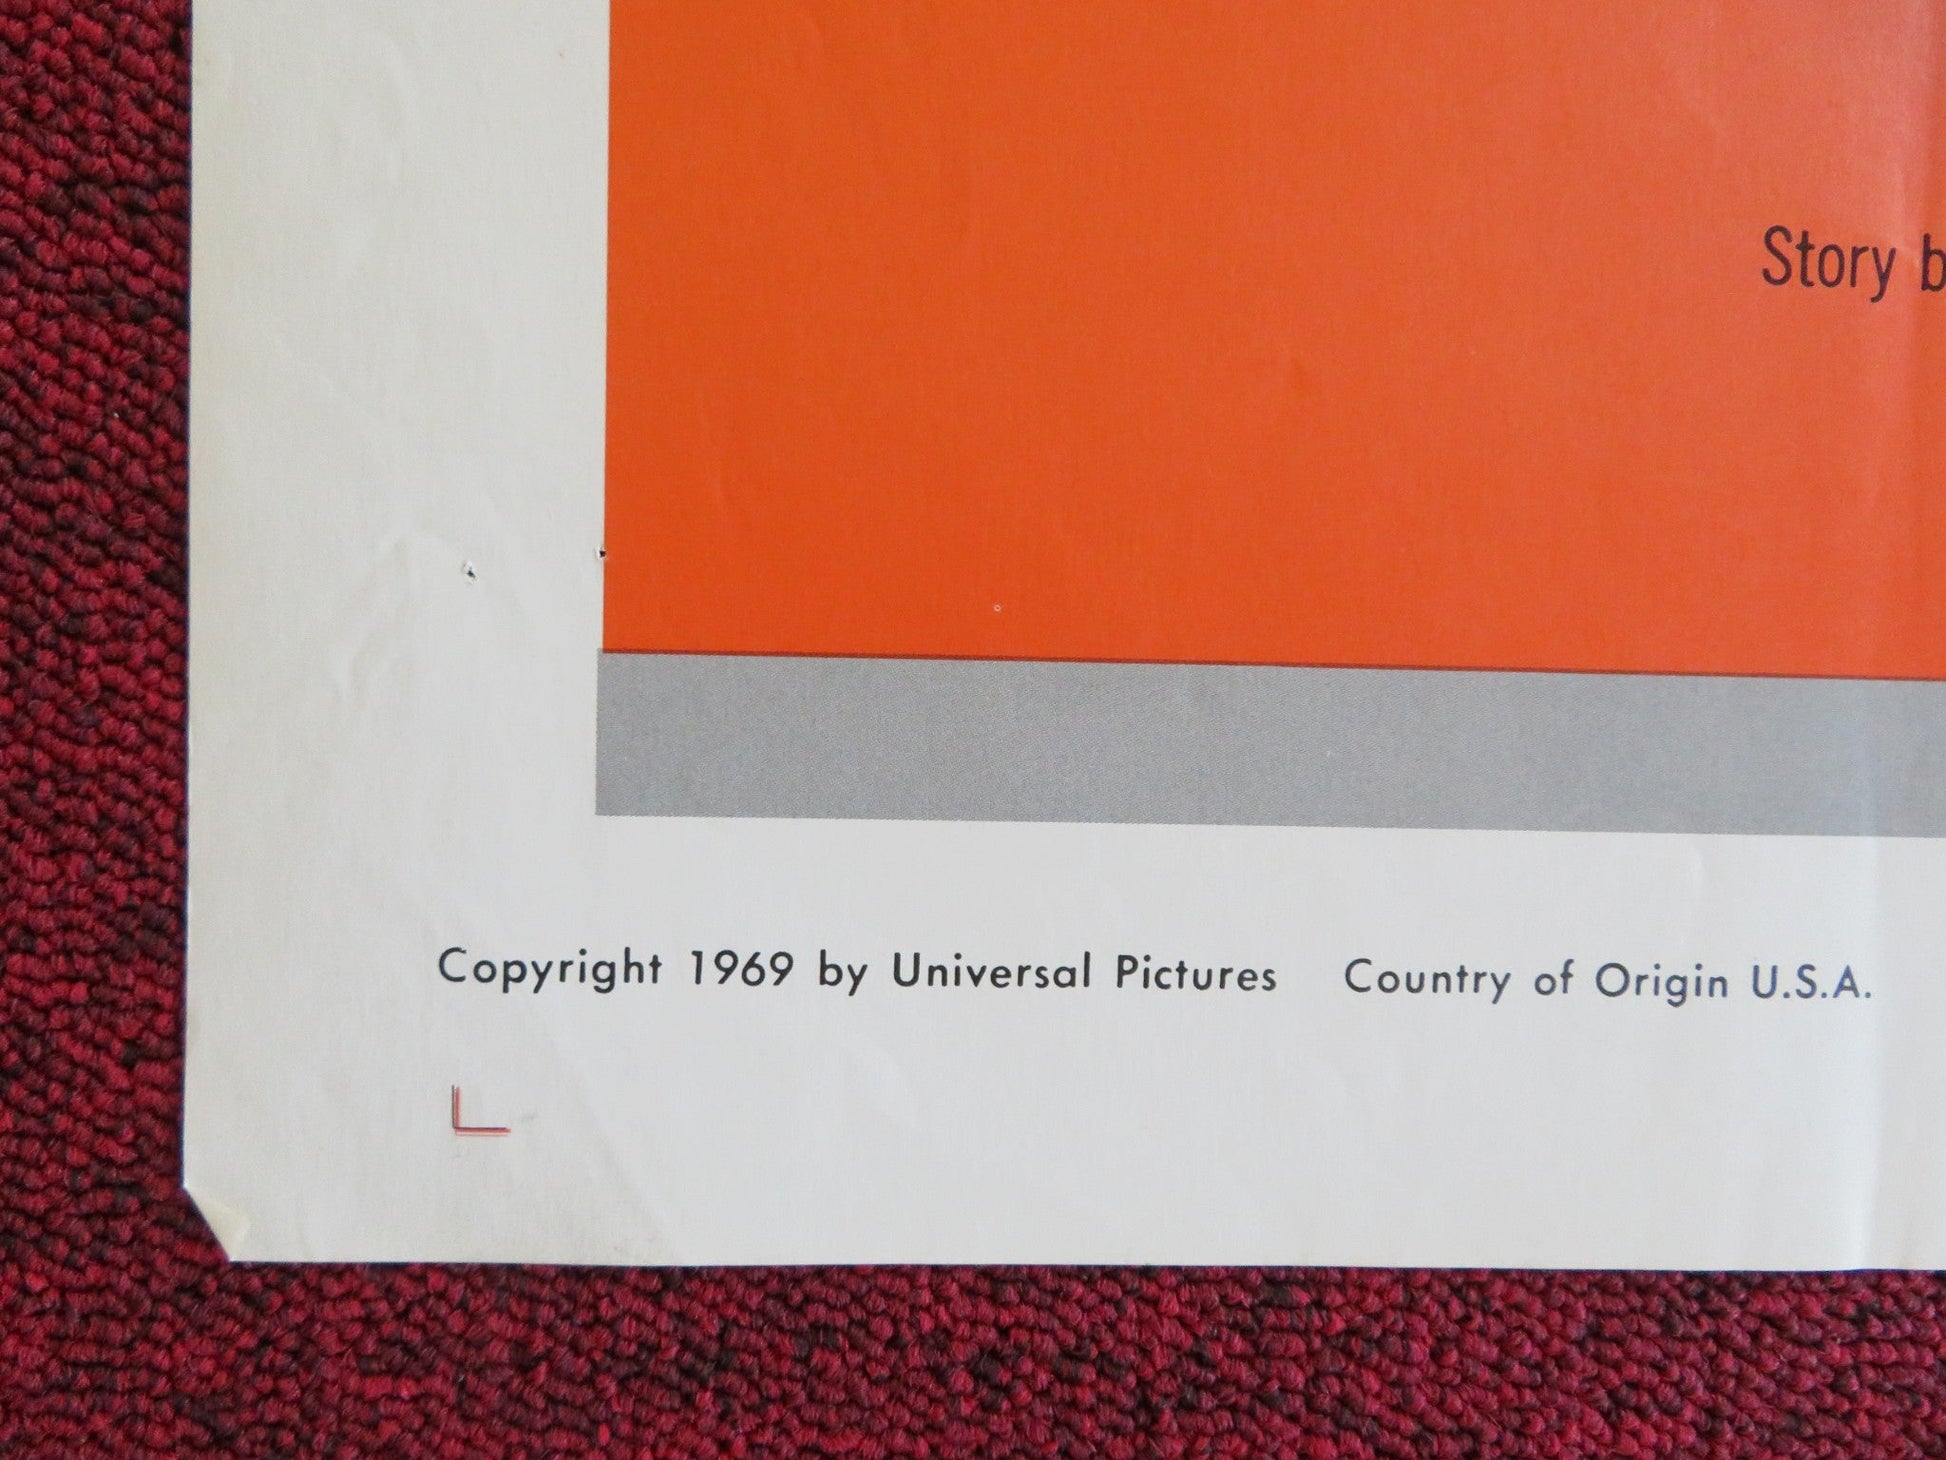 Story b
Copyright 1969 by Universal Pictures Country of Origin U.S.A.